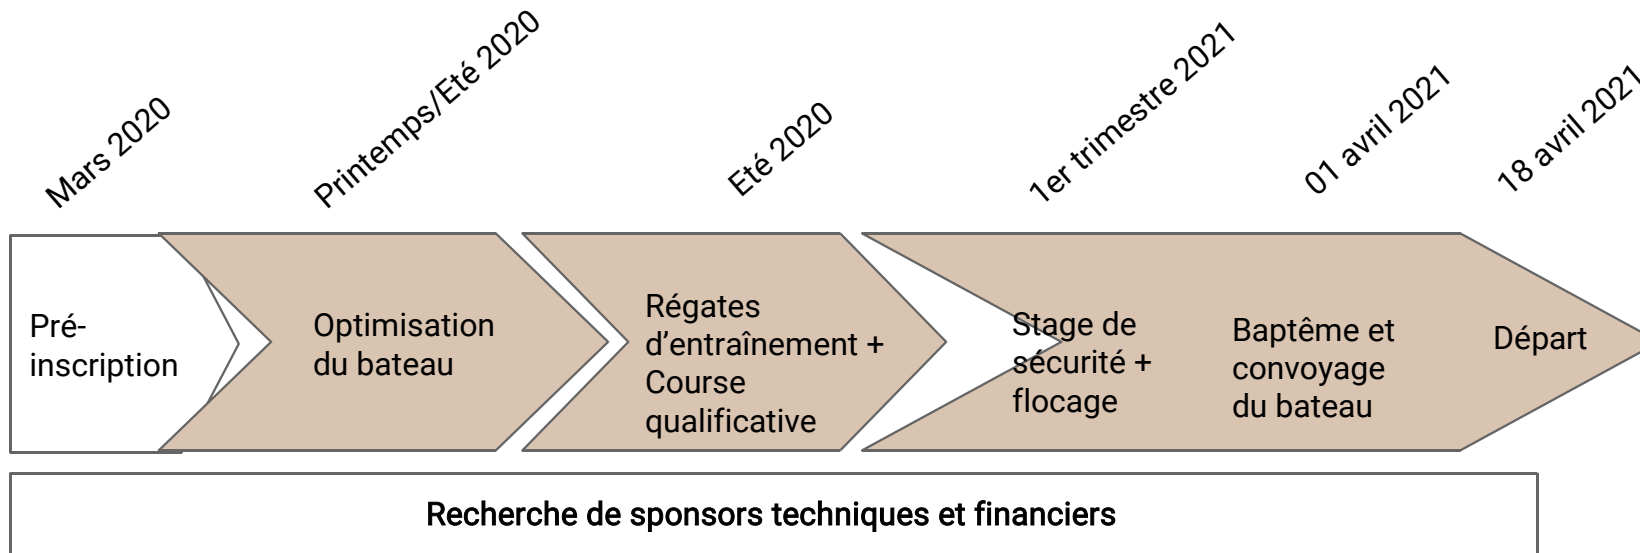 Mars 2020
Printemps/Eté 2020
Eté 2020
1er trimestre 2021
01 avril 2021
18 avril 2021
Pré-
inscription
Optimisation
du bateau
Régates
d’entraînement +
Course
qualificative
Stage de
sécurité +
flocage
Baptême et
convoyage
du bateau
Départ
Recherche de sponsors techniques et financiers